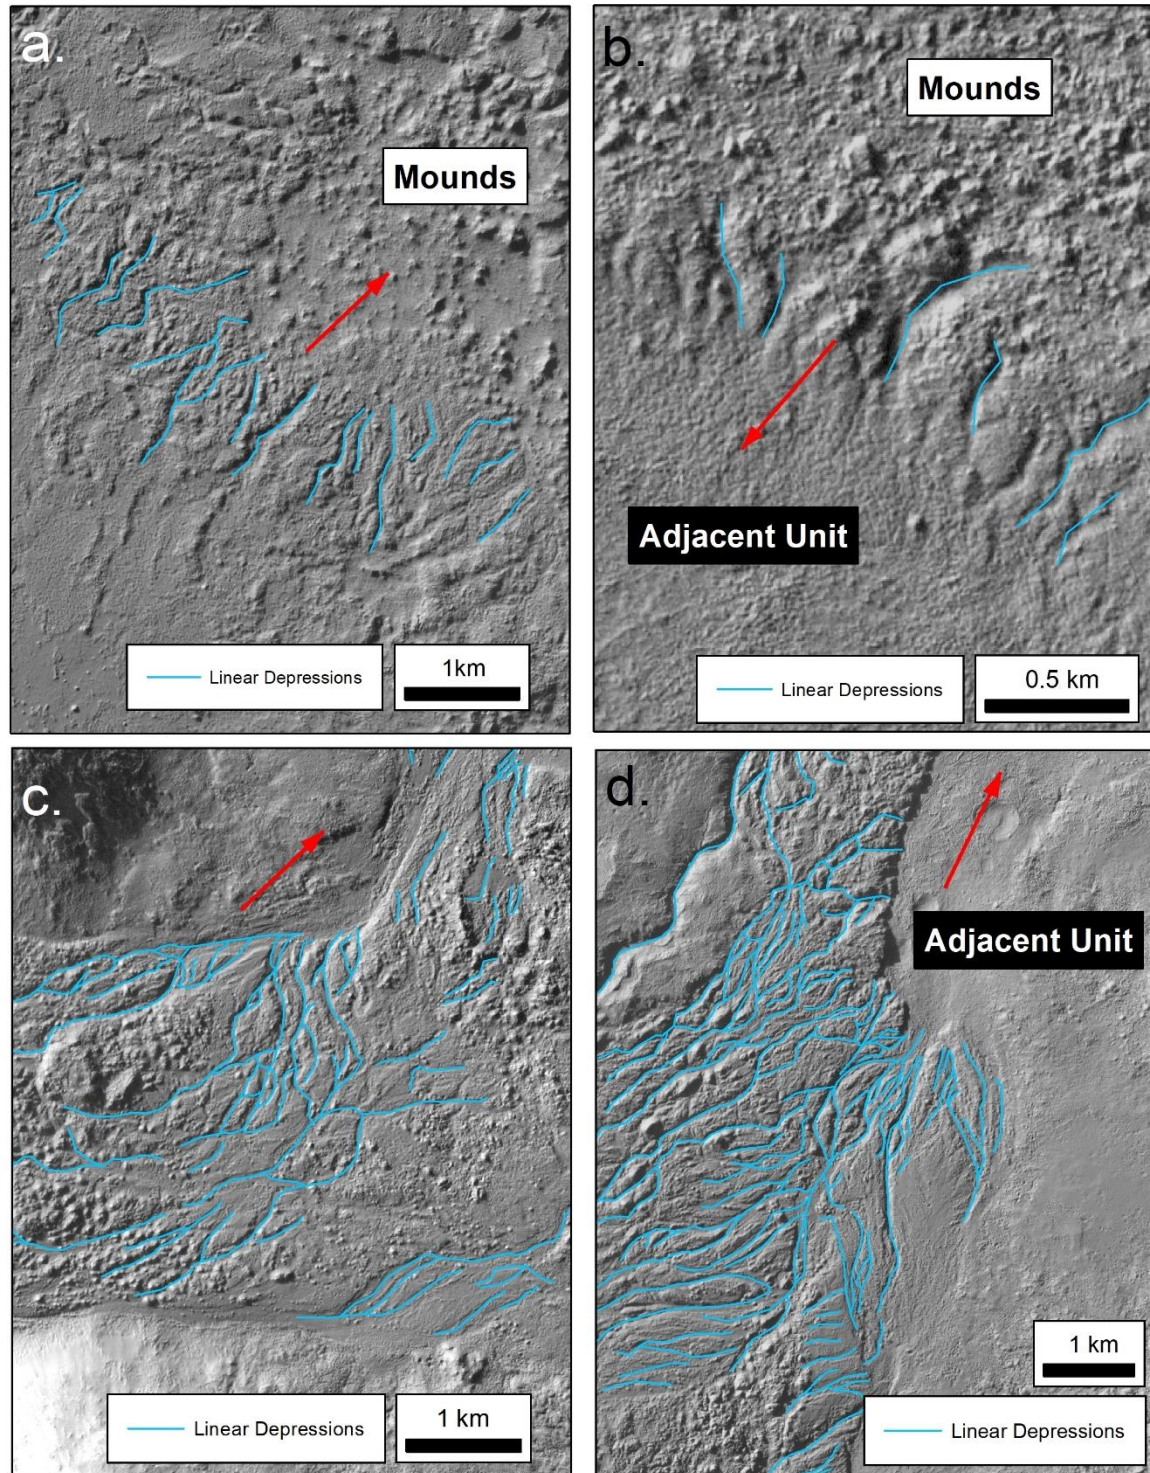 a.
Mounds
Linear Depressions
1km
b.
Mounds
Adjacent Unit
Linear Depressions
0.5 km
c.
Linear Depressions
1 km
d.
Adjacent Unit
1 km
Linear Depressions